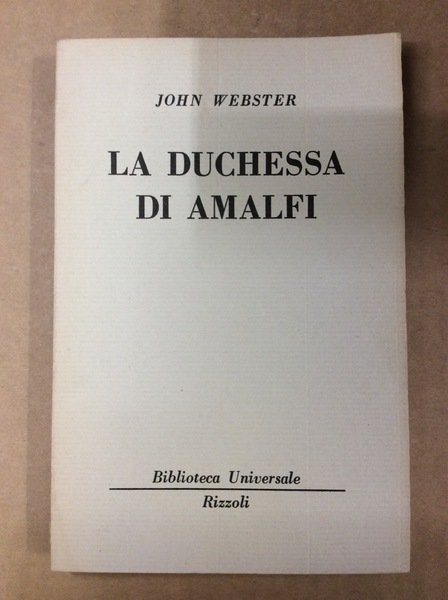 JOHN WEBSTER
LA DUCHESSA
DI AMALFI
Biblioteca Universale
Rizzoli